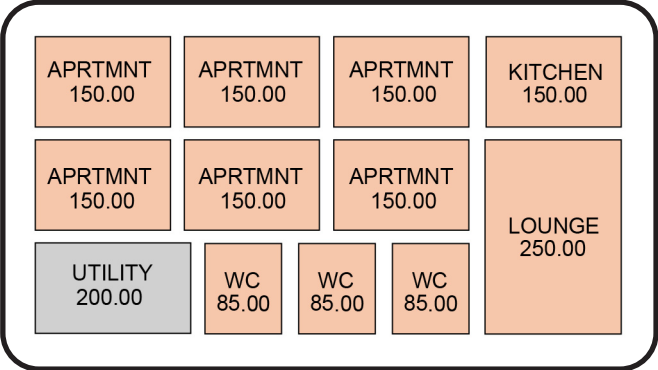 APRTMNT
150.00
APRTMNT
150.00
APRTMNT
150.00
KITCHEN
150.00
APRTMNT
150.00
APRTMNT
150.00
APRTMNT
150.00
LOUNGE
250.00
UTILITY
200.00
WC
85.00
WC
85.00
WC
85.00